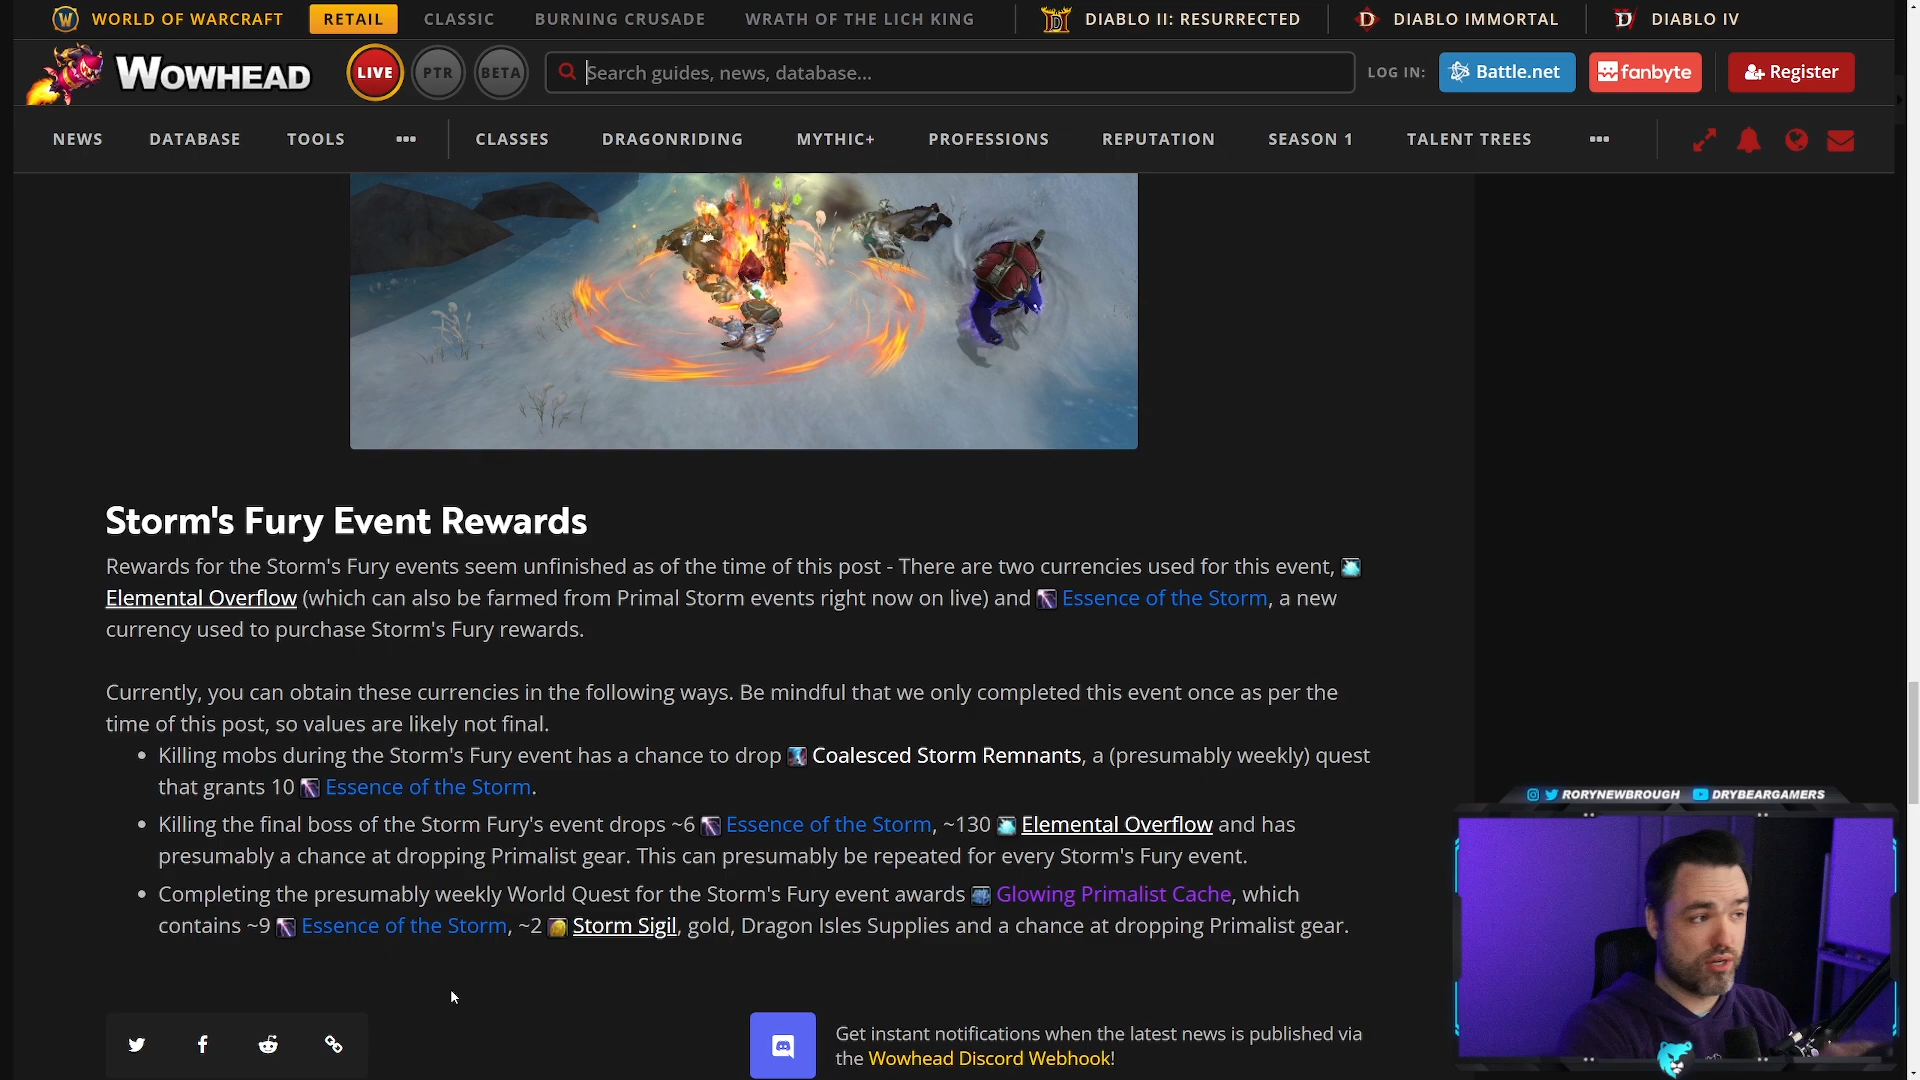 WORLD OF WARCRAFT RETAIL CLASSIC BURNING CRUSADE WRATH OF THE LICH KING DIABLO II: RESURRECTED DIABLO IMMORTAL DIABLO IV
WOWHEAD LIVE PTR BETA Search guides, news, database... LOG IN: Battle.net fanbyte Register
NEWS DATABASE TOOLS ••• CLASSES DRAGONRIDING MYTHIC+ PROFESSIONS REPUTATION SEASON 1 TALENT TREES •••
Storm's Fury Event Rewards
Rewards for the Storm's Fury events seem unfinished as of the time of this post - There are two currencies used for this event,
Elemental Overflow (which can also be farmed from Primal Storm events right now on live) and Essence of the Storm, a new
currency used to purchase Storm's Fury rewards.
Currently, you can obtain these currencies in the following ways. Be mindful that we only completed this event once as per the
time of this post, so values are likely not final.
• Killing mobs during the Storm's Fury event has a chance to drop Coalesced Storm Remnants, a (presumably weekly) quest
that grants 10 Essence of the Storm.
• Killing the final boss of the Storm Fury's event drops ~6 Essence of the Storm, ~130 Elemental Overflow and has
presumably a chance at dropping Primalist gear. This can presumably be repeated for every Storm's Fury event.
• Completing the presumably weekly World Quest for the Storm's Fury event awards Glowing Primalist Cache, which
contains ~9 Essence of the Storm, ~2 Storm Sigil, gold, Dragon Isles Supplies and a chance at dropping Primalist gear.
RORYNEWBROUGH DRYBEARGAMERS
Get instant notifications when the latest news is published via
the Wowhead Discord Webhook!